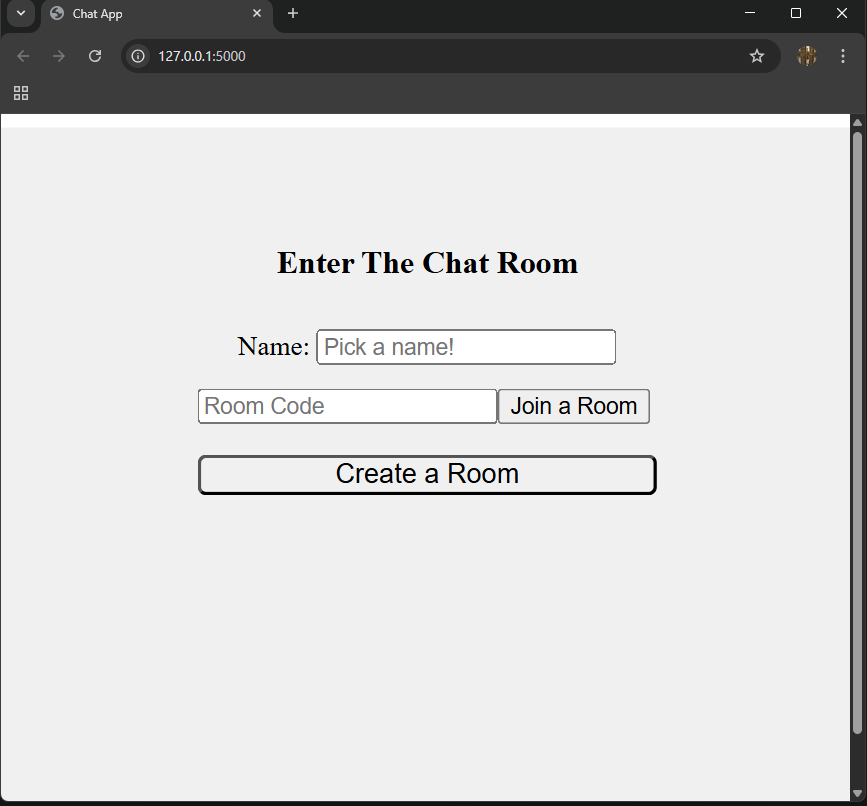 Chat App
127.0.0.1:5000
Enter The Chat Room
Name: Pick a name!
Room Code Join a Room
Create a Room